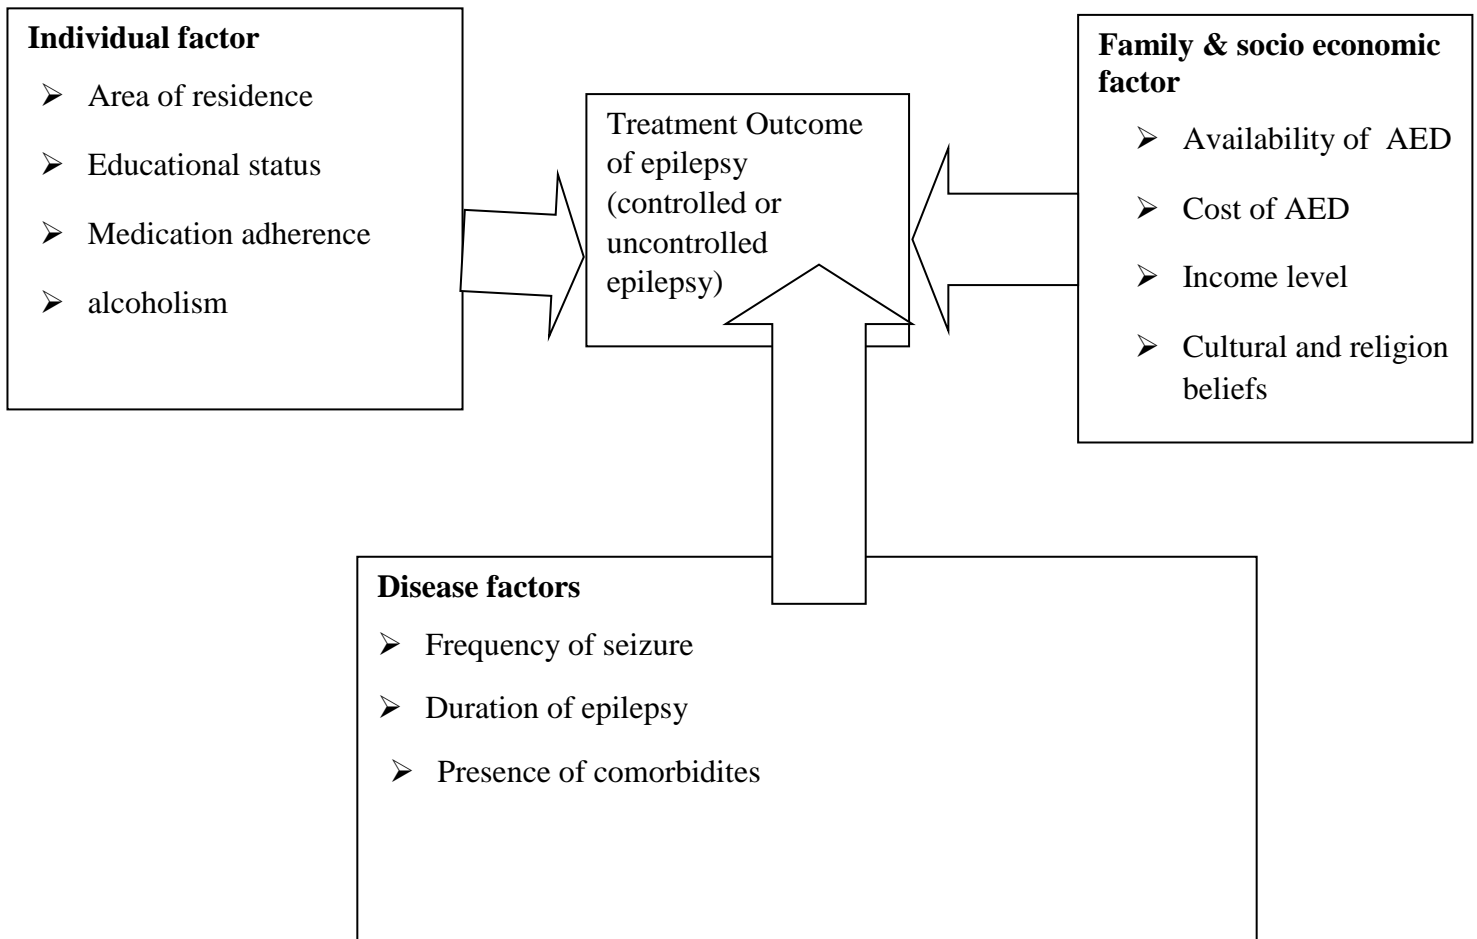 Individual factor
➢ Area of residence
➢ Educational status
➢ Medication adherence
➢ alcoholism
Treatment Outcome
of epilepsy
(controlled or
uncontrolled
epilepsy)
Family & socio economic
factor
➢ Availability of AED
➢ Cost of AED
➢ Income level
➢ Cultural and religion
beliefs
Disease factors
➢ Frequency of seizure
➢ Duration of epilepsy
➢ Presence of comorbidites